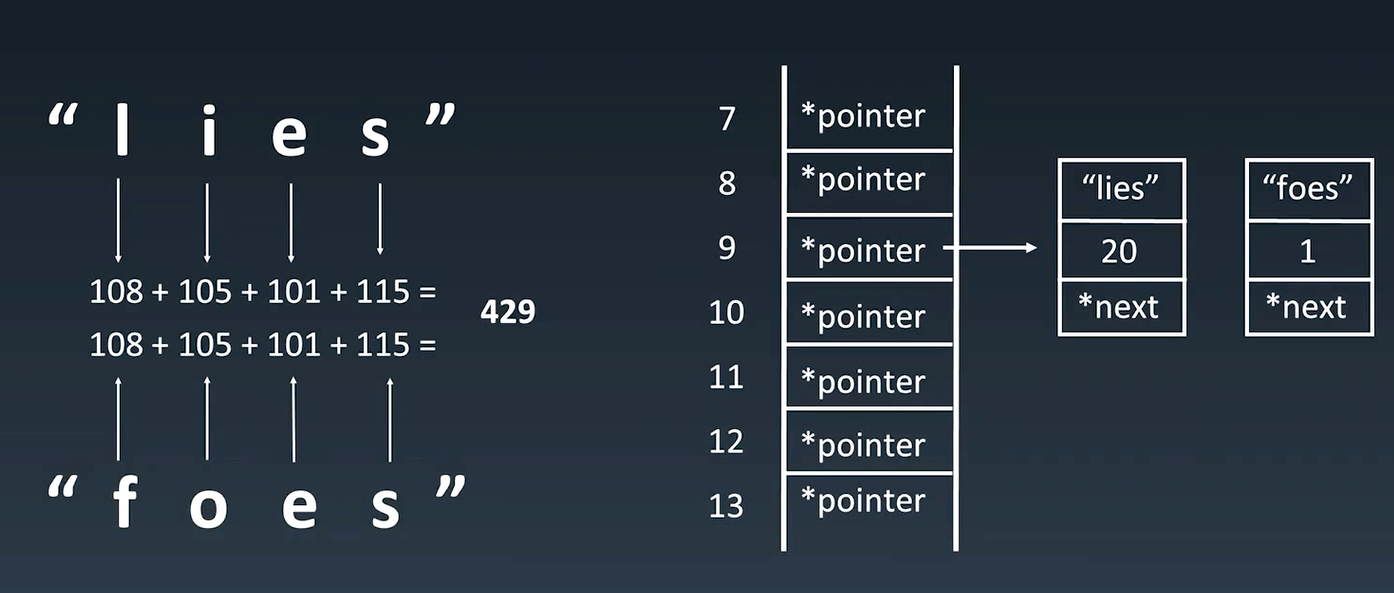 “ l i e s ”
108 + 105 + 101 + 115 =
429
108 + 105 + 101 + 115 =
“ f o e s ”
7 *pointer
8 *pointer
9 *pointer
10 *pointer
11 *pointer
12 *pointer
13 *pointer
“lies”
20
*next
“foes”
1
*next